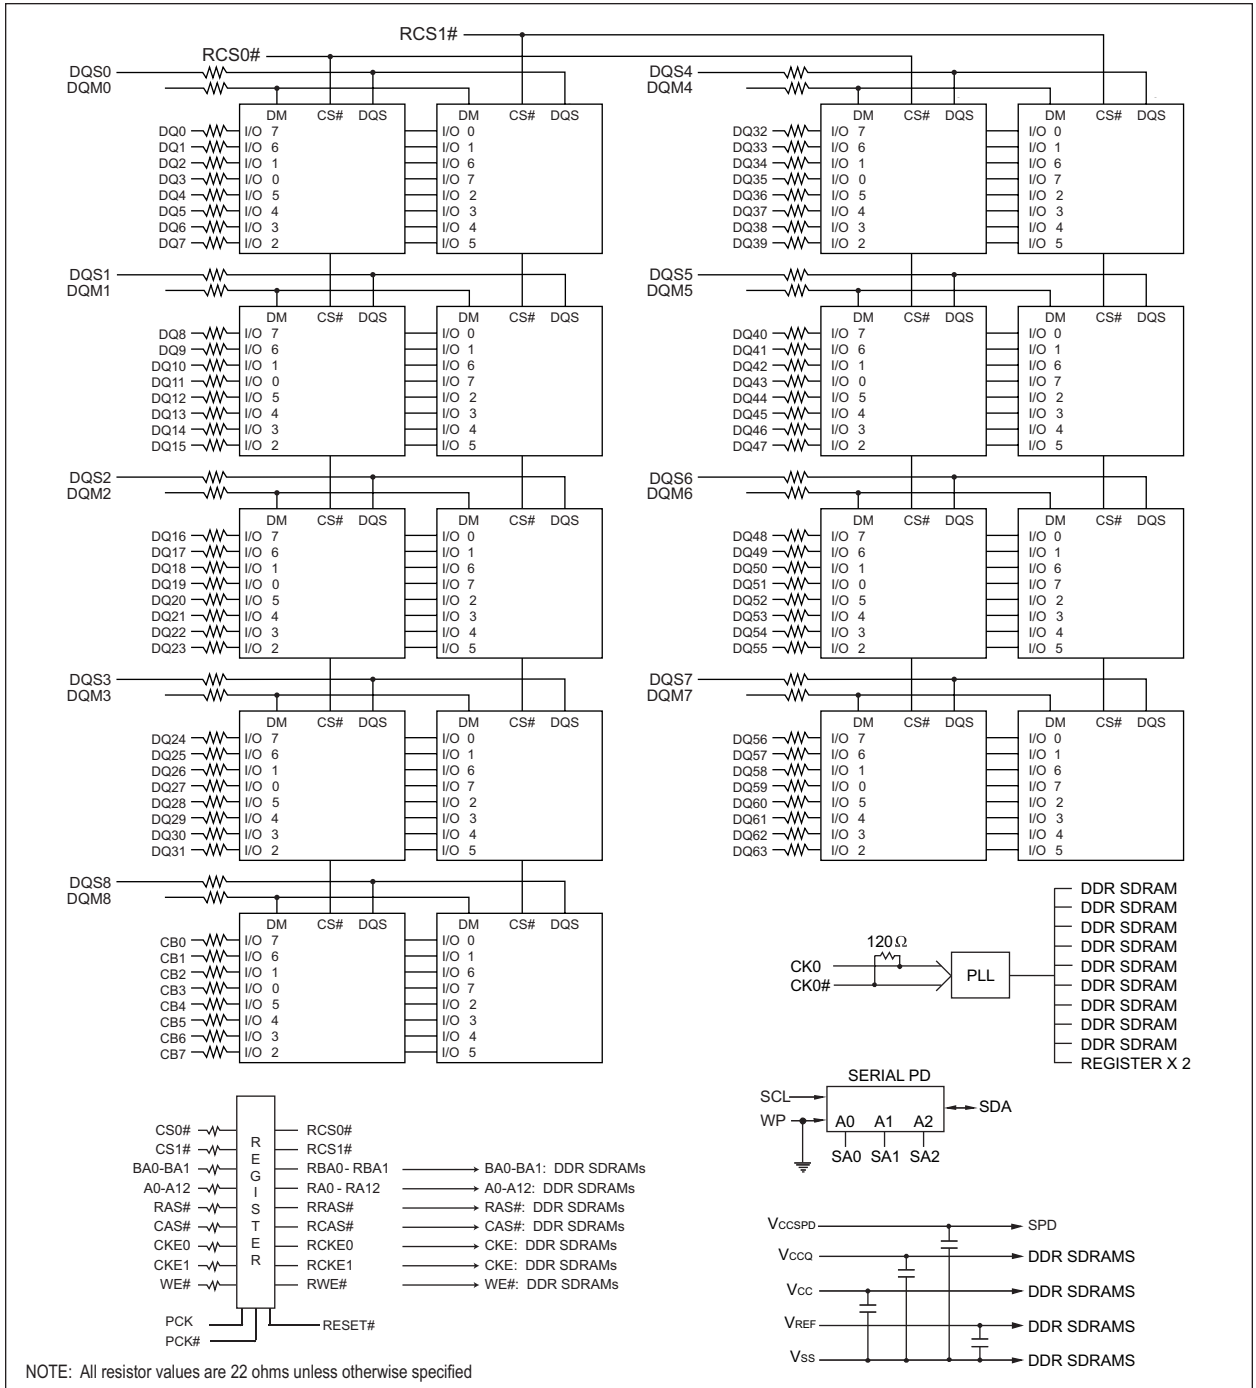 RCS1#
RCS0#
DQS0
DQM0
DM CS# DQS
DM CS# DQS
DQ0 I/O 7 I/O 0
DQ1 I/O 6 I/O 1
DQ2 I/O 1 I/O 6
DQ3 I/O 0 I/O 7
DQ4 I/O 5 I/O 2
DQ5 I/O 4 I/O 3
DQ6 I/O 3 I/O 4
DQ7 I/O 2 I/O 5
DQS1
DQM1
DM CS# DQS
CS# DQS
DQ8 I/O 7 I/O 0
DQ9 I/O 6 I/O 1
DQ10 I/O 1 I/O 6
DQ11 I/O 0 I/O 7
DQ12 I/O 5 I/O 2
DQ13 I/O 4 I/O 3
DQ14 I/O 3 I/O 4
DQ15 I/O 2 I/O 5
DQS2
DQM2
DM CS# DQS
DM CS# DQS
DQ16 I/O 7 I/O 0
DQ17 I/O 6 I/O 1
DQ18 I/O 1 I/O 6
DQ19 I/O 0 I/O 7
DQ20 I/O 5 I/O 2
DQ21 I/O 4 I/O 3
DQ22 I/O 3 I/O 4
DQ23 I/O 2 I/O 5
DQS3
DQM3
DM CS# DQS
DM CS# DQS
DQ24 I/O 7 I/O 0
DQ25 I/O 6 I/O 1
DQ26 I/O 1 I/O 6
DQ27 I/O 0 I/O 7
DQ28 I/O 5 I/O 2
DQ29 I/O 4 I/O 3
DQ30 I/O 3 I/O 4
DQ31 I/O 2 I/O 5
DQS8
DQM8
DM CS# DQS
DM CS# DQS
CB0 I/O 7 I/O 0
CB1 I/O 6 I/O 1
CB2 I/O 1 I/O 6
CB3 I/O 0 I/O 7
CB4 I/O 5 I/O 2
CB5 I/O 4 I/O 3
CB6 I/O 3 I/O 4
CB7 I/O 2 I/O 5
DQS4
DQM4
DM CS# DQS
DM CS# DQS
DQ32 I/O 7 I/O 0
DQ33 I/O 6 I/O 1
DQ34 I/O 1 I/O 6
DQ35 I/O 0 I/O 7
DQ36 I/O 5 I/O 2
DQ37 I/O 4 I/O 3
DQ38 I/O 3 I/O 4
DQ39 I/O 2 I/O 5
DQS5
DQM5
DM CS# DQS
DM CS# DQS
DQ40 I/O 7 I/O 0
DQ41 I/O 6 I/O 1
DQ42 I/O 1 I/O 6
DQ43 I/O 0 I/O 7
DQ44 I/O 5 I/O 2
DQ45 I/O 4 I/O 3
DQ46 I/O 3 I/O 4
DQ47 I/O 2 I/O 5
DQS6
DQM6
DM CS# DQS
DM CS# DQS
DQ48 I/O 7 I/O 0
DQ49 I/O 6 I/O 1
DQ50 I/O 1 I/O 6
DQ51 I/O 0 I/O 7
DQ52 I/O 5 I/O 2
DQ53 I/O 4 I/O 3
DQ54 I/O 3 I/O 4
DQ55 I/O 2 I/O 5
DQS7
DQM7
DM CS# DQS
DM CS# DQS
DQ56 I/O 7 I/O 0
DQ57 I/O 6 I/O 1
DQ58 I/O 1 I/O 6
DQ59 I/O 0 I/O 7
DQ60 I/O 5 I/O 2
DQ61 I/O 4 I/O 3
DQ62 I/O 3 I/O 4
DQ63 I/O 2 I/O 5
120Ω
CK0
CK0#
PLL
DDR SDRAM
DDR SDRAM
DDR SDRAM
DDR SDRAM
DDR SDRAM
DDR SDRAM
DDR SDRAM
DDR SDRAM
DDR SDRAM
REGISTER X 2
SERIAL PD
SCL
WP
A0 A1 A2
SDA
SA0 SA1 SA2
REGISTER
CS0# RCS0#
CS1# RCS1#
BA0-BA1 RBA0 - RBA1 BA0-BA1: DDR SDRAMs
A0-A12 RA0 - RA12 A0-A12: DDR SDRAMs
RAS# RRAS# RAS#: DDR SDRAMs
CAS# RCAS# CAS#: DDR SDRAMs
CKE0 RCKE0 CKE: DDR SDRAMs
CKE1 RCKE1 CKE: DDR SDRAMs
WE# RWE# WE#: DDR SDRAMs
PCK
PCK#
RESET#
VCCSPD SPD
VCCQ DDR SDRAMS
VCC DDR SDRAMS
VREF DDR SDRAMS
VSS DDR SDRAMS
NOTE: All resistor values are 22 ohms unless otherwise specified